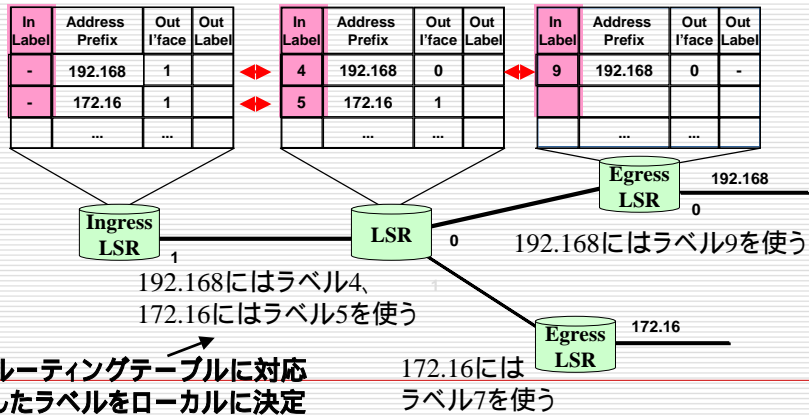 In Label Address Prefix Out I'face Out Label
- 192.168 1
- 172.16 1
... ...
In Label Address Prefix Out I'face Out Label
4 192.168 0
5 172.16 1
... ...
In Label Address Prefix Out I'face Out Label
9 192.168 0 -
... ...
Ingress LSR
1
LSR
0
1
Egress LSR
192.168
0
192.168にはラベル9を使う
192.168にはラベル4、
172.16にはラベル5を使う
Egress LSR
172.16
ルーティングテーブルに対応
したラベルをローカルに決定
172.16には
ラベル7を使う